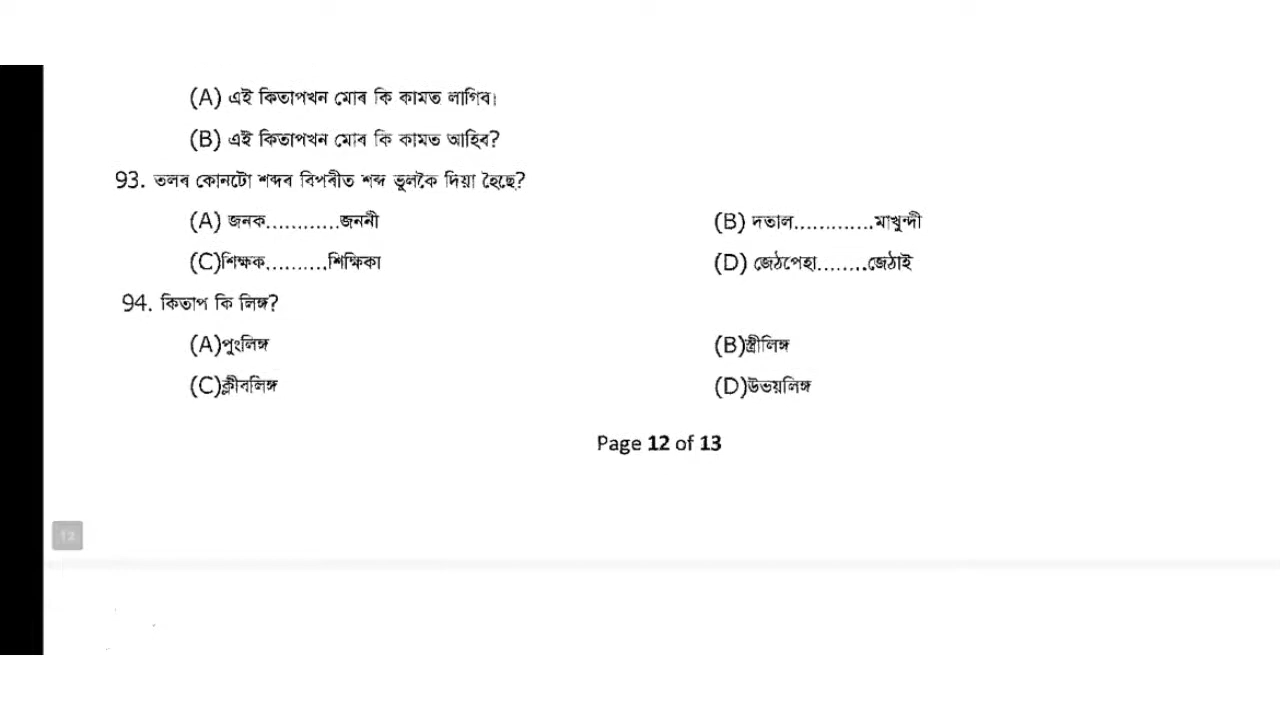 (A) এই কিতাপখন মোৰ কি কামত লাগিব।
(B) এই কিতাপখন মোৰ কি কামত আহিব?
93. তলৰ কোনটো শব্দৰ বিপৰীত শব্দ ভুলকৈ দিয়া হৈছে?
(A) জনক............জননী (B) দতাল.............মাখুন্দী
(C)শিক্ষক..........শিক্ষিকা (D) জেঠপেহা........জেঠাই
94. কিতাপ কি লিঙ্গ?
(A)পুংলিঙ্গ (B)স্ত্ৰীলিঙ্গ
(C)ক্লীবলিঙ্গ (D)উভয়লিঙ্গ
Page 12 of 13
12